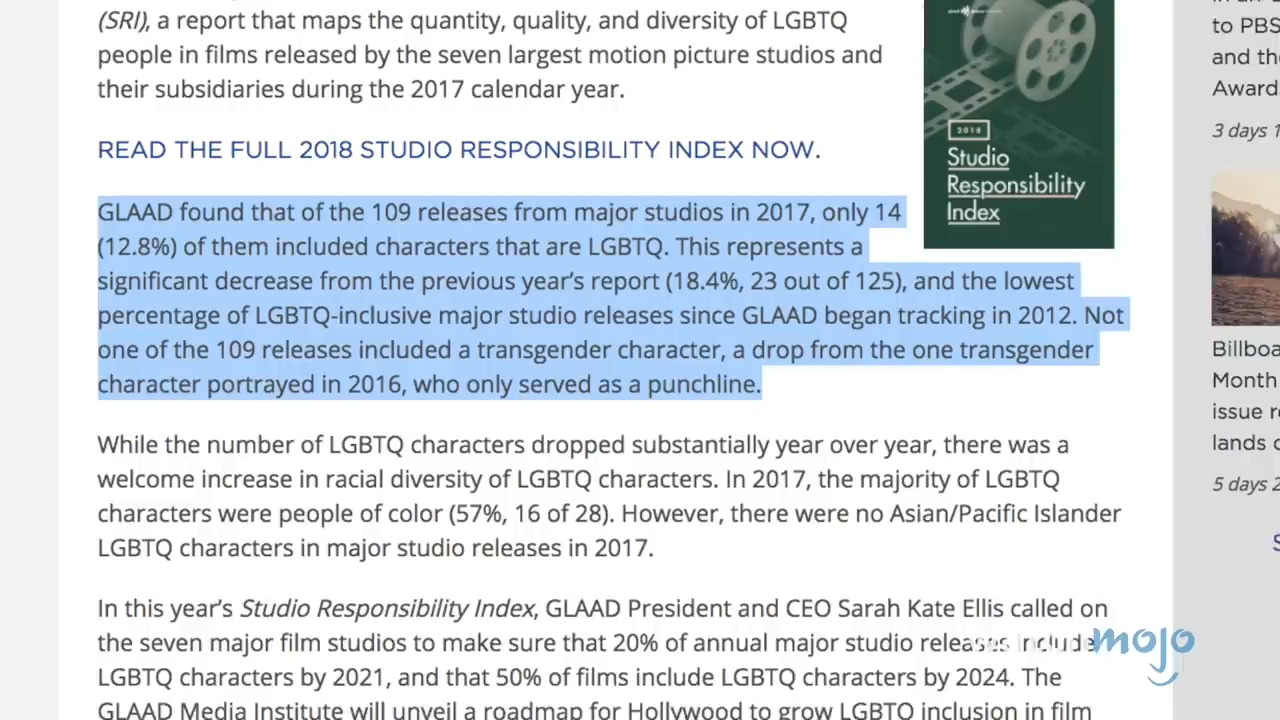 (SRI), a report that maps the quantity, quality, and diversity of LGBTQ
people in films released by the seven largest motion picture studios and
their subsidiaries during the 2017 calendar year.
READ THE FULL 2018 STUDIO RESPONSIBILITY INDEX NOW.
GLAAD found that of the 109 releases from major studios in 2017, only 14
(12.8%) of them included characters that are LGBTQ. This represents a
significant decrease from the previous year’s report (18.4%, 23 out of 125), and the lowest
percentage of LGBTQ-inclusive major studio releases since GLAAD began tracking in 2012. Not
one of the 109 releases included a transgender character, a drop from the one transgender
character portrayed in 2016, who only served as a punchline.
While the number of LGBTQ characters dropped substantially year over year, there was a
welcome increase in racial diversity of LGBTQ characters. In 2017, the majority of LGBTQ
characters were people of color (57%, 16 of 28). However, there were no Asian/Pacific Islander
LGBTQ characters in major studio releases in 2017.
In this year’s Studio Responsibility Index, GLAAD President and CEO Sarah Kate Ellis called on
the seven major film studios to make sure that 20% of annual major studio releases include
LGBTQ characters by 2021, and that 50% of films include LGBTQ characters by 2024. The
GLAAD Media Institute will unveil a roadmap for Hollywood to grow LGBTQ inclusion in film
2018
Studio
Responsibility
Index
to PBS
and the
Award
3 days
Billboa
Month
issue
lands
5 days
mojo